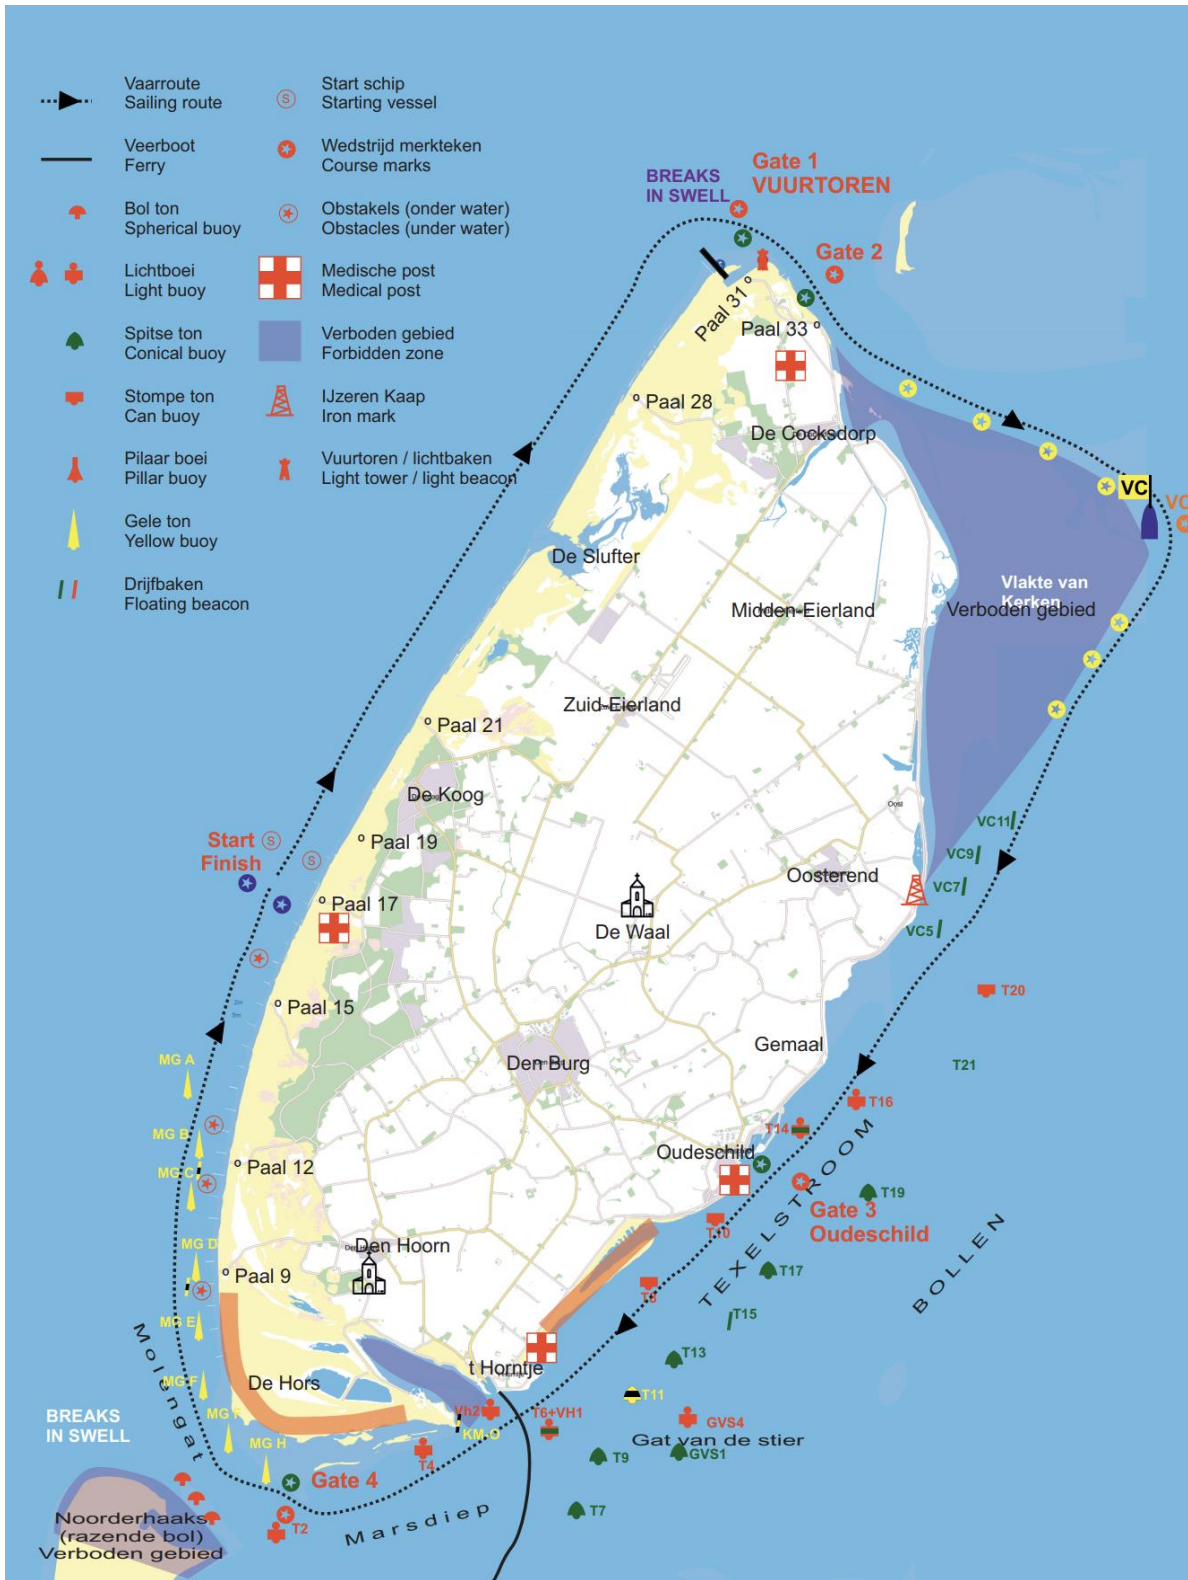 Vaarroute
Sailing route
Veerboot
Ferry
Bol ton
Spherical buoy
Lichtboei
Light buoy
Spitse ton
Conical buoy
Stompe ton
Can buoy
Pilaar boei
Pillar buoy
Gele ton
Yellow buoy
Drijfbaken
Floating beacon
Start schip
Starting vessel
Wedstrijd merkteken
Course marks
Obstakels (onder water)
Obstacles (under water)
Medische post
Medical post
Verboden gebied
Forbidden zone
IJzeren Kaap
Iron mark
Vuurtoren / lichtbaken
Light tower / light beacon
S
BREAKS
IN SWELL
Gate 1
VUURTOREN
Gate 2
Paal 31 º
Paal 33 º
º Paal 28
De Cocksdorp
VC
VC
De Slufter
Vlakte van
Kerken
Verboden gebied
Midden-Eierland
Zuid-Eierland
º Paal 21
De Koog
Start
Finish
S
S
º Paal 19
VC11
VC9
VC7
VC5
Oost
Oosterend
º Paal 17
De Waal
T20
º Paal 15
Gemaal
MG A
Den Burg
T21
T16
T14
MG B
MG C
º Paal 12
Oudeschild
TEXELSTROOM
T19
Gate 3
Oudeschild
T10
BOLLEN
MG D
Den Hoorn
T17
º Paal 9
MG E
T15
Molengat
T13
MG F
De Hors
t Horntje
T11
BREAKS
IN SWELL
Vh2
T6+VH1
GVS4
KM-O
Gat van de stier
MG H
T4
T9
GVS1
Gate 4
Noorderhaaks
(razende bol)
Verboden gebied
T2
Marsdiep
T7